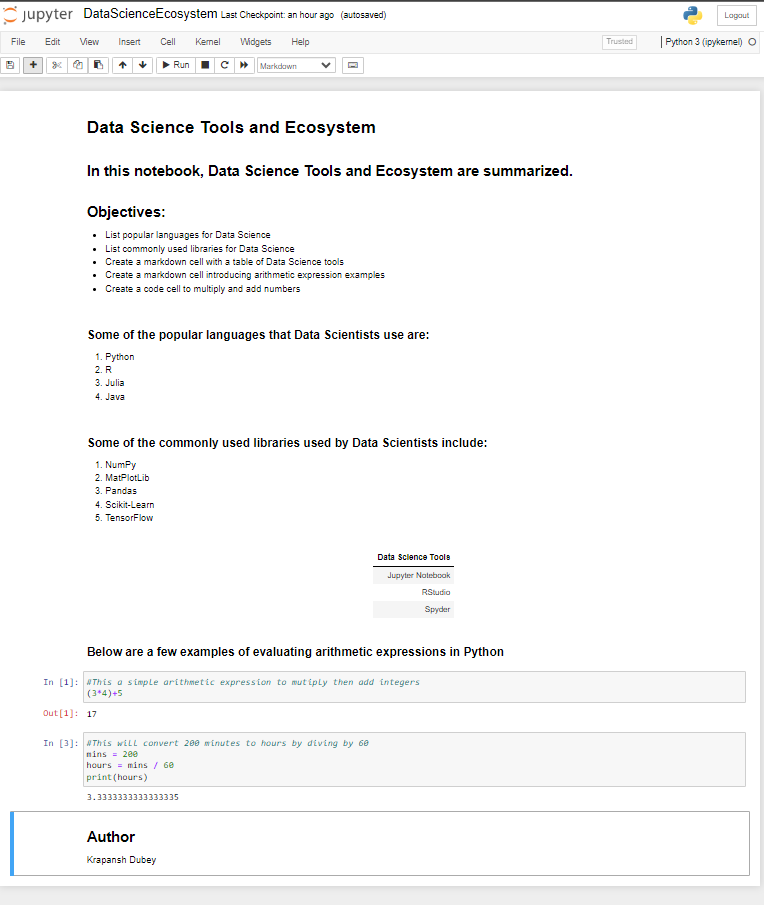 jupyter DataScienceEcosystem Last Checkpoint: an hour ago (autosaved) Logout
File Edit View Insert Cell Kernel Widgets Help Trusted Python 3 (ipykernel)
Run Markdown
Data Science Tools and Ecosystem
In this notebook, Data Science Tools and Ecosystem are summarized.
Objectives:
• List popular languages for Data Science
• List commonly used libraries for Data Science
• Create a markdown cell with a table of Data Science tools
• Create a markdown cell introducing arithmetic expression examples
• Create a code cell to multiply and add numbers
Some of the popular languages that Data Scientists use are:
1. Python
2. R
3. Julia
4. Java
Some of the commonly used libraries used by Data Scientists include:
1. NumPy
2. MatPlotLib
3. Pandas
4. Scikit-Learn
5. TensorFlow
Data Science Tools
Jupyter Notebook
RStudio
Spyder
Below are a few examples of evaluating arithmetic expressions in Python
In [1]: #This a simple arithmetic expression to mutiply then add integers
(3*4)+5
Out[1]: 17
In [3]: #This will convert 200 minutes to hours by diving by 60
mins = 200
hours = mins / 60
print(hours)
3.3333333333333335
Author
Krapansh Dubey